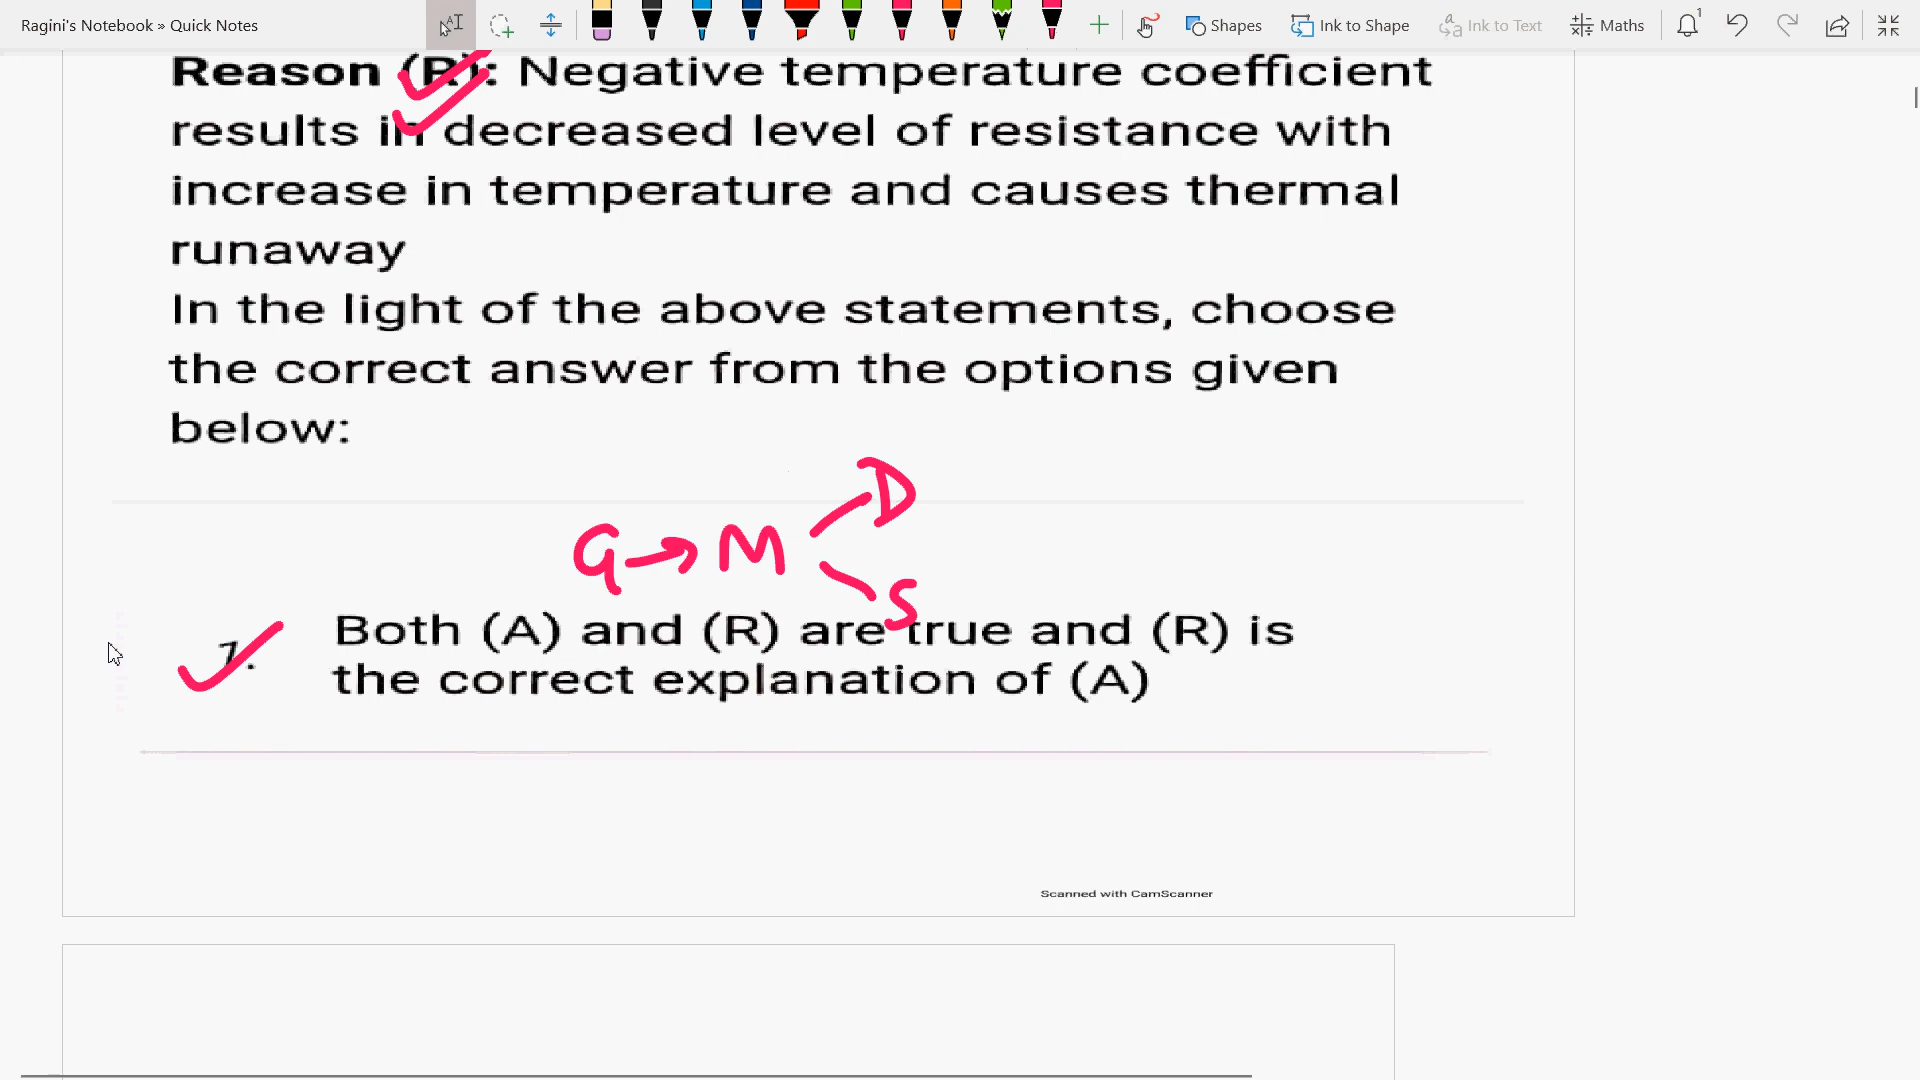 Ragini's Notebook » Quick Notes
Shapes
Ink to Shape
Ink to Text
Maths
1
Reason (R): Negative temperature coefficient
results in decreased level of resistance with
increase in temperature and causes thermal
runaway
In the light of the above statements, choose
the correct answer from the options given
below:
G → M
D
S
1. Both (A) and (R) are true and (R) is
the correct explanation of (A)
Scanned with CamScanner